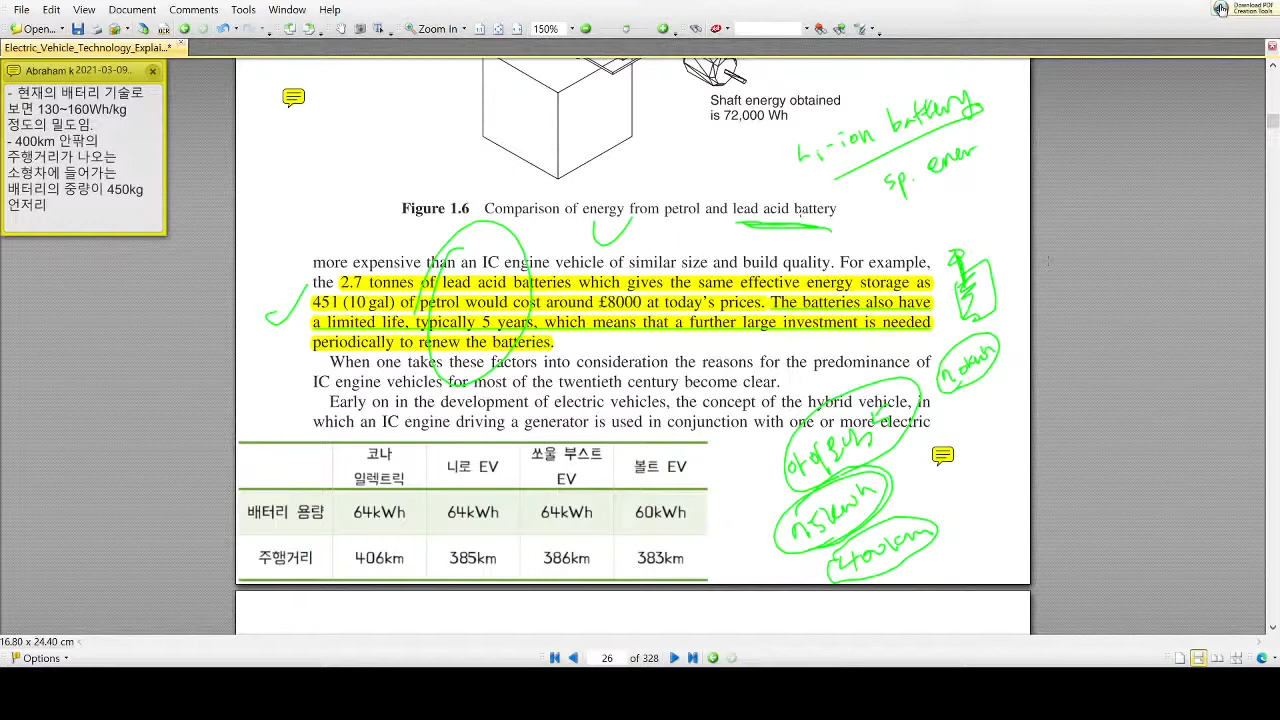 File Edit View Document Comments Tools Window Help
Download PDF
Creation Tools
Open...
Zoom In
150%
Electric_Vehicle_Technology_Explai...*
Abraham k 2021-03-09..
- 현재의 배터리 기술로
보면 130~160Wh/kg
정도의 밀도임.
- 400km 안팎의
주행거리가 나오는
소형차에 들어가는
배터리의 중량이 450kg
언저리
Shaft energy obtained
is 72,000 Wh
Li-ion battery
sp. ener
Figure 1.6 Comparison of energy from petrol and lead acid battery
more expensive than an IC engine vehicle of similar size and build quality. For example,
the 2.7 tonnes of lead acid batteries which gives the same effective energy storage as
45 l (10 gal) of petrol would cost around £8000 at today's prices. The batteries also have
a limited life, typically 5 years, which means that a further large investment is needed
periodically to renew the batteries.
When one takes these factors into consideration the reasons for the predominance of
IC engine vehicles for most of the twentieth century become clear.
Early on in the development of electric vehicles, the concept of the hybrid vehicle, in
which an IC engine driving a generator is used in conjunction with one or more electric
코나 일렉트릭 니로 EV 쏘울 부스트 EV 볼트 EV
배터리 용량 64kWh 64kWh 64kWh 60kWh
주행거리 406km 385km 386km 383km
400km
16.80 x 24.40 cm
Options
26 of 328